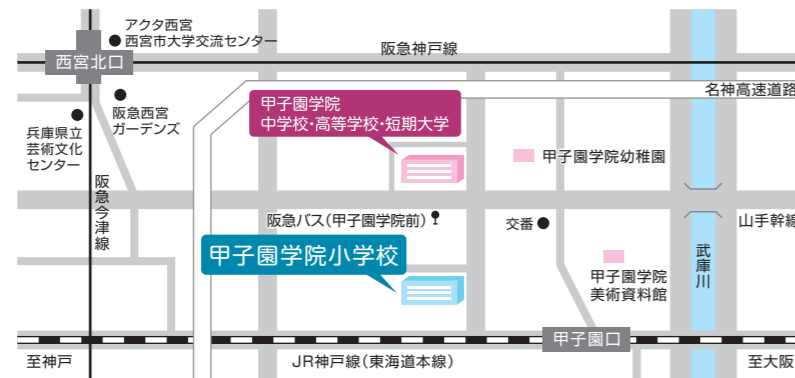 アクタ西宮
西宮市大学交流センター
阪急神戸線
西宮北口
名神高速道路
阪急西宮
ガーデンズ
兵庫県立
芸術文化
センター
甲子園学院
中学校・高等学校・短期大学
甲子園学院幼稚園
阪急今津線
阪急バス(甲子園学院前)
交番
山手幹線
甲子園学院小学校
武庫川
甲子園学院
美術資料館
甲子園口
至神戸
JR神戸線(東海道本線)
至大阪